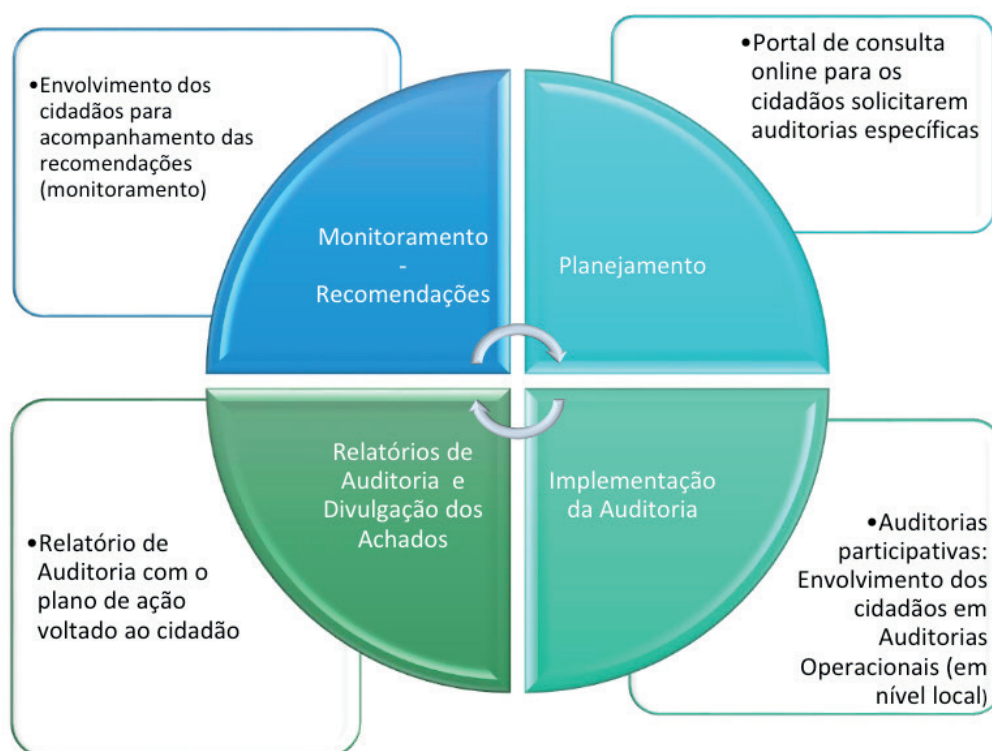 •Envolvimento dos
cidadãos para
acompanhamento das
recomendações
(monitoramento)
•Portal de consulta
online para os
cidadãos solicitarem
auditorias específicas
Monitoramento
-
Recomendações
Planejamento
Relatórios de
Auditoria e
Divulgação dos
Achados
Implementação
da Auditoria
•Relatório de
Auditoria com o
plano de ação
voltado ao cidadão
•Auditorias
participativas:
Envolvimento dos
cidadãos em
Auditorias
Operacionais (em
nível local)